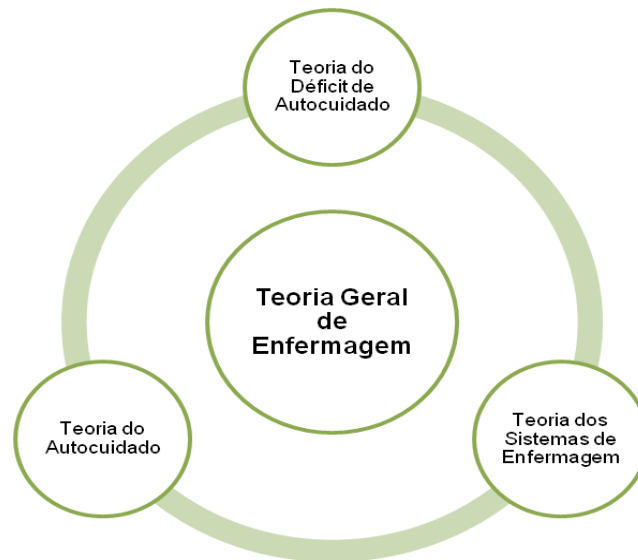 Teoria do
Déficit de
Autocuidado
Teoria Geral
de
Enfermagem
Teoria do
Autocuidado
Teoria dos
Sistemas de
Enfermagem